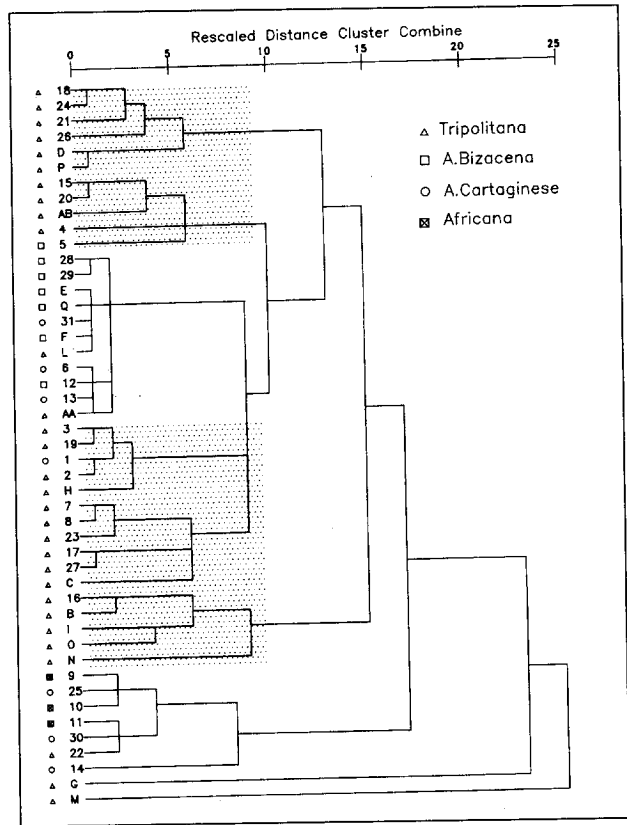 Rescaled Distance Cluster Combine
0 5 10 15 20 25
18
24
21
26
D
P
15
20
AB
4
5
28
29
E
Q
31
F
L
6
12
13
AA
3
19
1
2
H
7
8
23
17
27
C
16
B
I
O
N
9
25
10
11
30
22
14
G
M
Tripolitana
A.Bizacena
A.Cartaginese
Africana